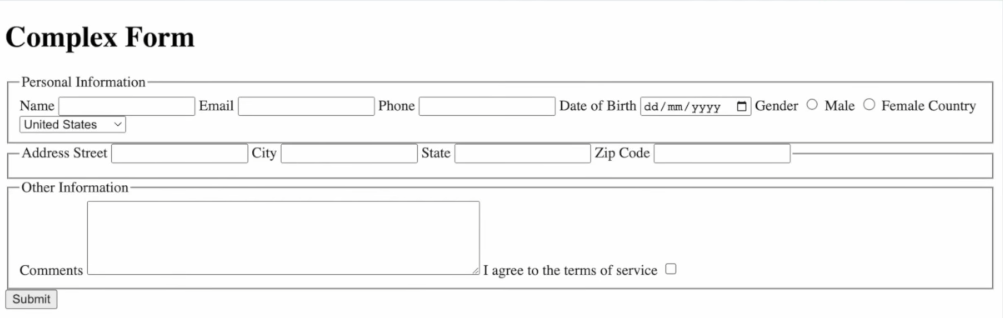 Complex Form
Personal Information
Name Email Phone Date of Birth dd/mm/yyyy Gender Male Female Country
United States
Address Street City State Zip Code
Other Information
Comments I agree to the terms of service
Submit